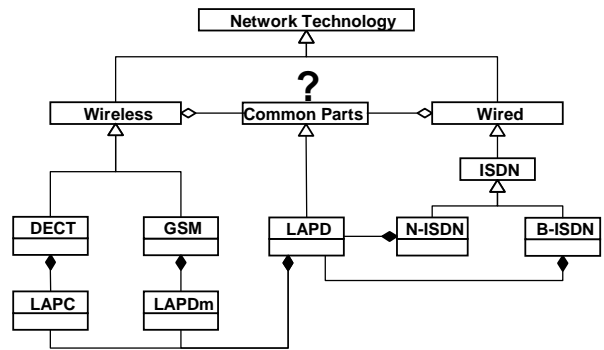 Network Technology
?
Wireless
Common Parts
Wired
ISDN
DECT
GSM
LAPD
N-ISDN
B-ISDN
LAPC
LAPDm